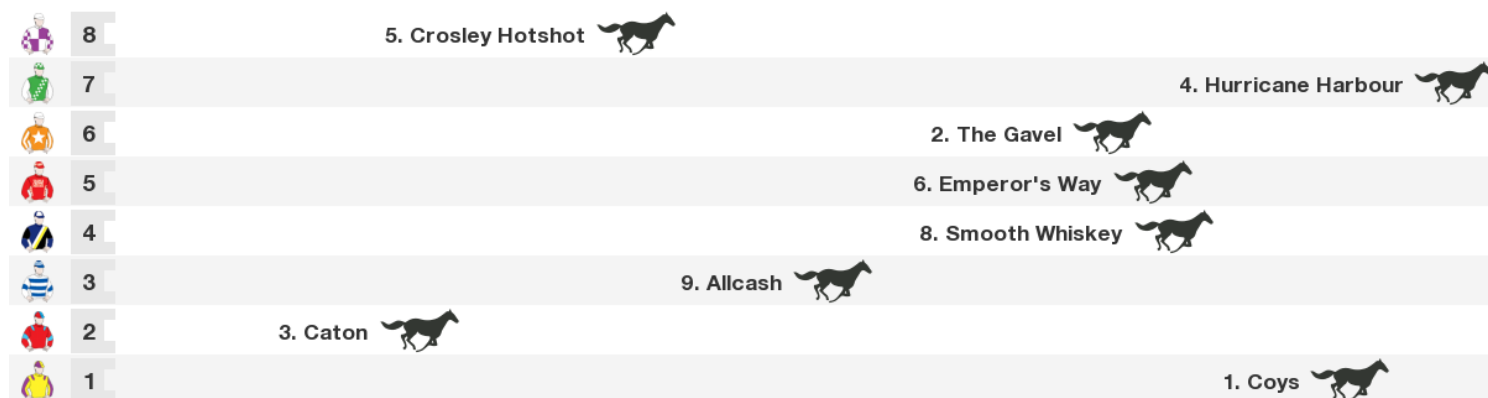 8 5. Crosley Hotshot
7 4. Hurricane Harbour
6 2. The Gavel
5 6. Emperor's Way
4 8. Smooth Whiskey
3 9. Allcash
2 3. Caton
1 1. Coys